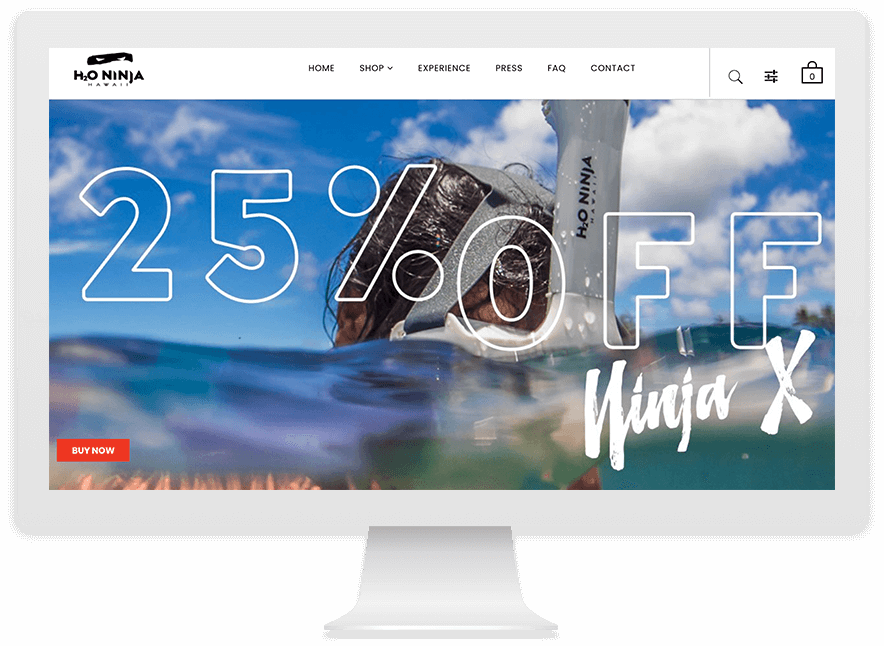 H2O NINJA
HAWAII
HOME SHOP EXPERIENCE PRESS FAQ CONTACT
0
25% OFF
H2O NINJA
HAWAII
Ninja X
BUY NOW